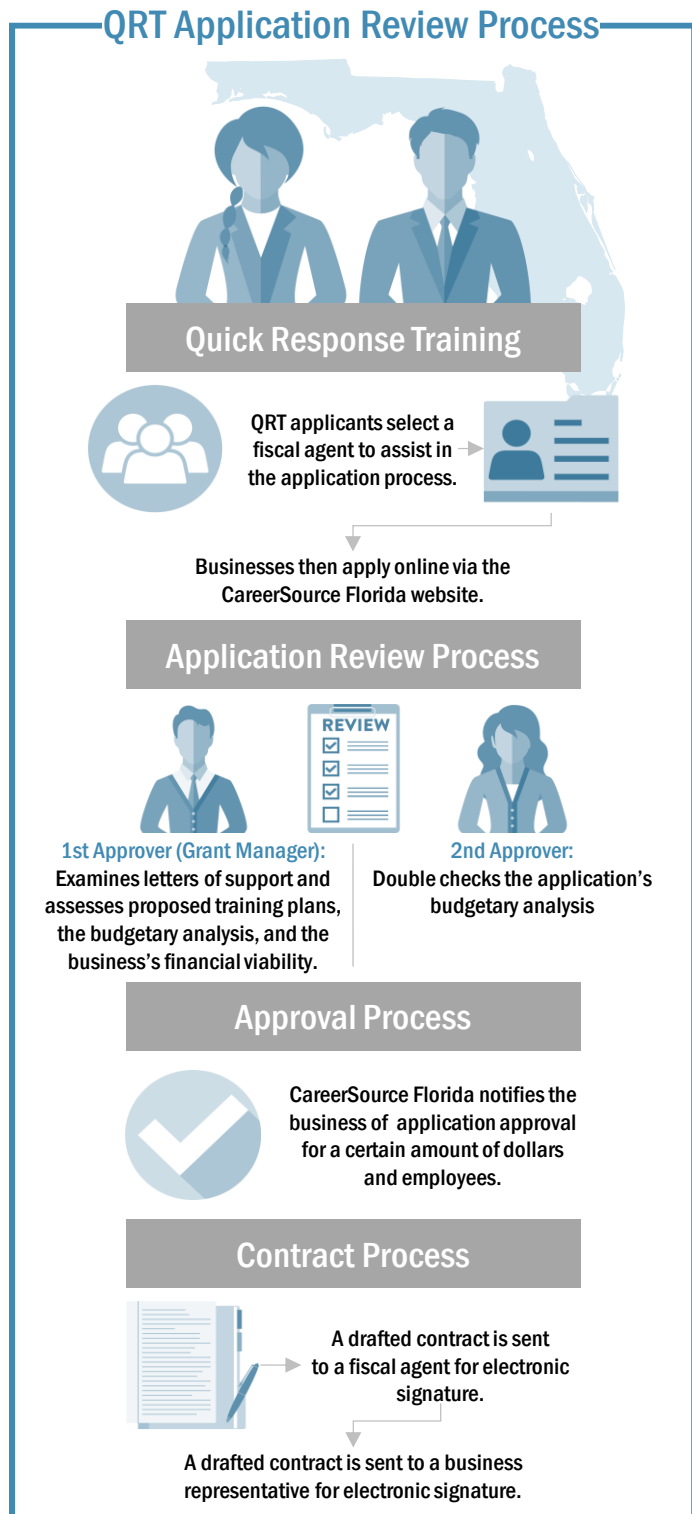 QRT Application Review Process
Quick Response Training
QRT applicants select a
fiscal agent to assist in
the application process.
Businesses then apply online via the
CareerSource Florida website.
Application Review Process
REVIEW
1st Approver (Grant Manager):
Examines letters of support and
assesses proposed training plans,
the budgetary analysis, and the
business's financial viability.
2nd Approver:
Double checks the application's
budgetary analysis
Approval Process
CareerSource Florida notifies the
business of application approval
for a certain amount of dollars
and employees.
Contract Process
A drafted contract is sent
to a fiscal agent for electronic
signature.
A drafted contract is sent to a business
representative for electronic signature.